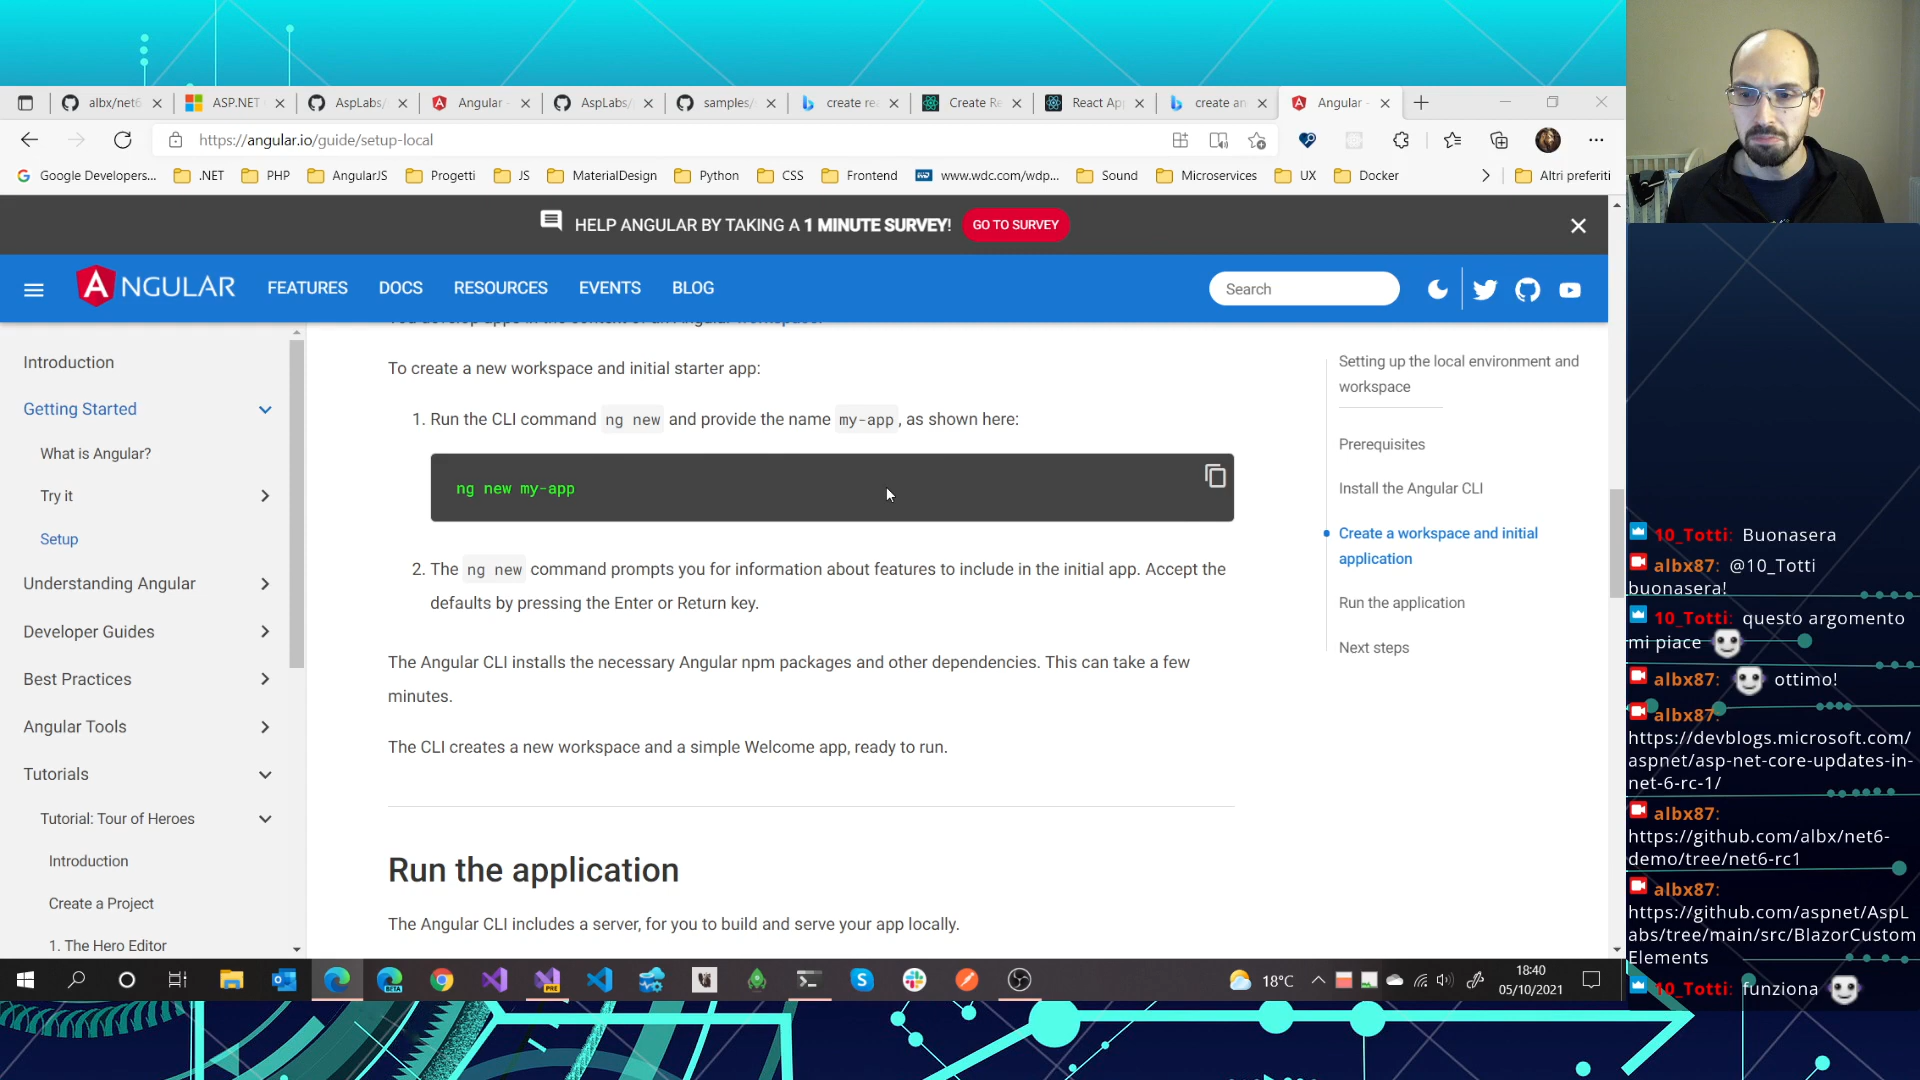 albx/net6
ASP.NET
AspLabs/
Angular -
AspLabs/
samples/
create rea
Create Re
React App
create an
Angular -
https://angular.io/guide/setup-local
Google Developers...
.NET
PHP
AngularJS
Progetti
JS
MaterialDesign
Python
CSS
Frontend
www.wdc.com/wdp...
Sound
Microservices
UX
Docker
Altri preferiti
HELP ANGULAR BY TAKING A 1 MINUTE SURVEY!
GO TO SURVEY
ANGULAR
FEATURES
DOCS
RESOURCES
EVENTS
BLOG
Search
Introduction
Getting Started
What is Angular?
Try it
Setup
Understanding Angular
Developer Guides
Best Practices
Angular Tools
Tutorials
Tutorial: Tour of Heroes
Introduction
Create a Project
1. The Hero Editor
You develop apps in the context of an Angular workspace.
To create a new workspace and initial starter app:
1. Run the CLI command ng new and provide the name my-app, as shown here:
ng new my-app
2. The ng new command prompts you for information about features to include in the initial app. Accept the
defaults by pressing the Enter or Return key.
The Angular CLI installs the necessary Angular npm packages and other dependencies. This can take a few
minutes.
The CLI creates a new workspace and a simple Welcome app, ready to run.
Run the application
The Angular CLI includes a server, for you to build and serve your app locally.
Setting up the local environment and
workspace
Prerequisites
Install the Angular CLI
Create a workspace and initial
application
Run the application
Next steps
10_Totti: Buonasera
albx87: @10_Totti
buonasera!
10_Totti: questo argomento
mi piace
albx87: ottimo!
albx87:
https://devblogs.microsoft.com/
aspnet/asp-net-core-updates-in-
net-6-rc-1/
albx87:
https://github.com/albx/net6-
demo/tree/net6-rc1
albx87:
https://github.com/aspnet/AspL
abs/tree/main/src/BlazorCustom
Elements
10_Totti: funziona
BETA
PRE
18°C
18:40
05/10/2021